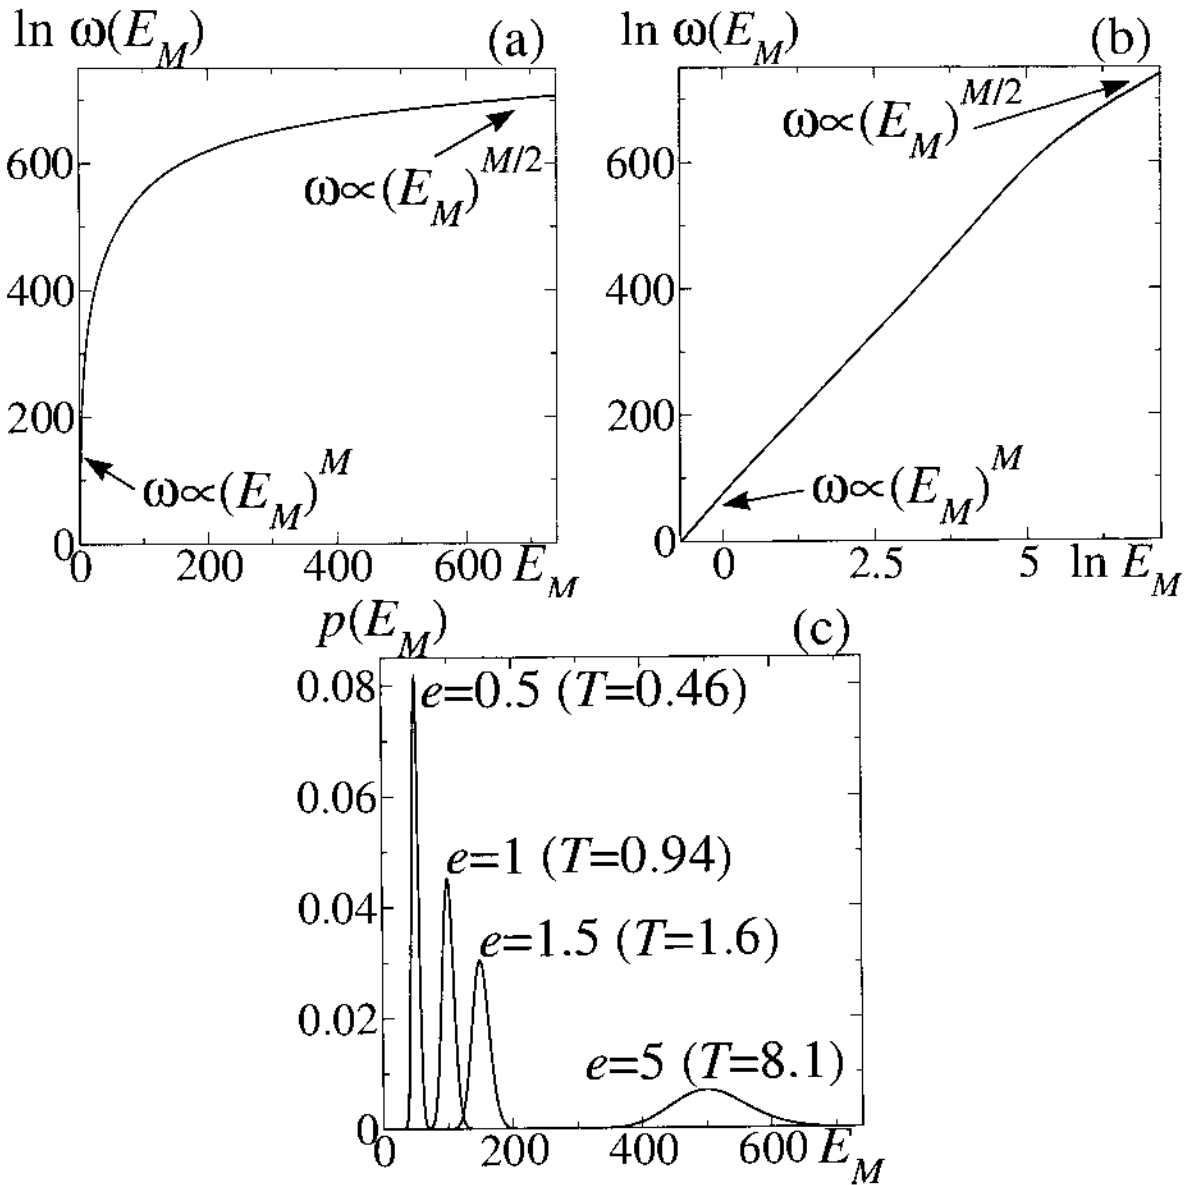 ln ω(E_M) (a)
600
400
200
0
ω∝(E_M)^{M/2}
ω∝(E_M)^M
0 200 400 600 E_M
ln ω(E_M) (b)
600
400
200
0
ω∝(E_M)^{M/2}
ω∝(E_M)^M
0 2.5 5 ln E_M
p(E_M) (c)
0.08
0.06
0.04
0.02
0
e=0.5 (T=0.46)
e=1 (T=0.94)
e=1.5 (T=1.6)
e=5 (T=8.1)
0 200 400 600 E_M